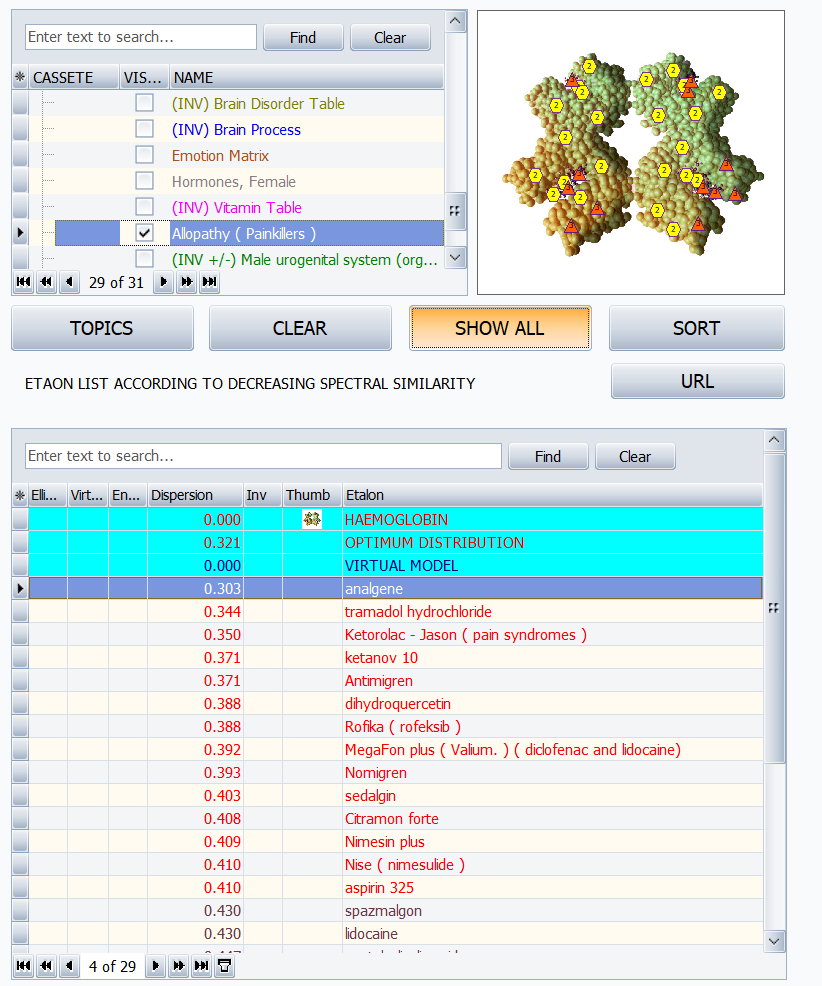 Enter text to search... Find Clear
CASSETE VIS... NAME
(INV) Brain Disorder Table
(INV) Brain Process
Emotion Matrix
Hormones, Female
(INV) Vitamin Table
Allopathy ( Painkillers )
(INV +/-) Male urogenital system (org...
29 of 31
TOPICS CLEAR SHOW ALL SORT
ETAON LIST ACCORDING TO DECREASING SPECTRAL SIMILARITY URL
Enter text to search... Find Clear
Elli... Virt... En... Dispersion Inv Thumb Etalon
0.000 HAEMOGLOBIN
0.321 OPTIMUM DISTRIBUTION
0.000 VIRTUAL MODEL
0.303 analgene
0.344 tramadol hydrochloride
0.350 Ketorolac - Jason ( pain syndromes )
0.371 ketanov 10
0.371 Antimigren
0.388 dihydroquercetin
0.388 Rofika ( rofeksib )
0.392 MegaFon plus ( Valium. ) ( diclofenac and lidocaine)
0.393 Nomigren
0.403 sedalgin
0.408 Citramon forte
0.409 Nimesin plus
0.410 Nise ( nimesulide )
0.410 aspirin 325
0.430 spazmalgon
0.430 lidocaine
4 of 29